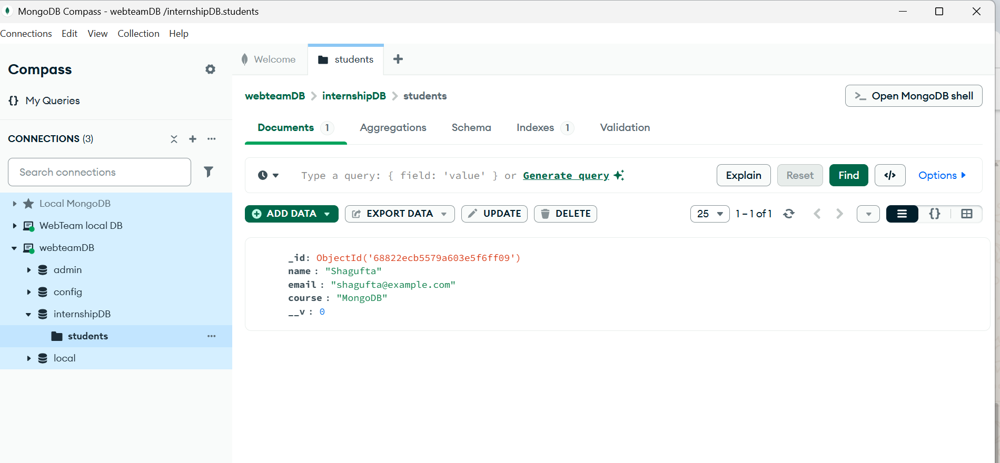 MongoDB Compass - webteamDB /internshipDB.students
Connections Edit View Collection Help
Compass
{} My Queries
CONNECTIONS (3)
Search connections
Local MongoDB
WebTeam local DB
webteamDB
admin
config
internshipDB
students
local
Welcome
students
webteamDB > internshipDB > students
>_ Open MongoDB shell
Documents 1 Aggregations Schema Indexes 1 Validation
Type a query: { field: 'value' } or Generate query
Explain Reset Find </> Options
ADD DATA EXPORT DATA UPDATE DELETE
25 1 – 1 of 1 {}
_id: ObjectId('68822ecb5579a603e5f6ff09')
name : "Shagufta"
email : "shagufta@example.com"
course : "MongoDB"
__v : 0